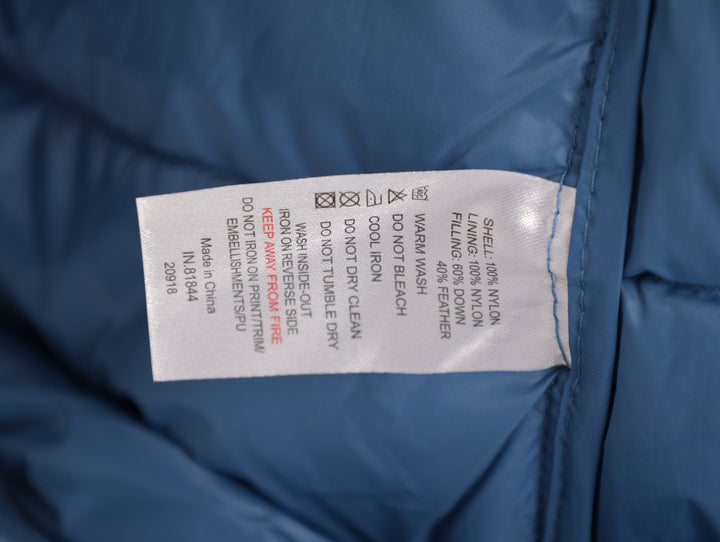 SHELL: 100% NYLON
LINING: 100% NYLON
FILLING: 60% DOWN
40% FEATHER
WARM WASH
DO NOT BLEACH
COOL IRON
DO NOT DRY CLEAN
DO NOT TUMBLE DRY
WASH INSIDE-OUT
IRON ON REVERSE SIDE
KEEP AWAY FROM FIRE
DO NOT IRON ON PRINT/TRIM/
EMBELLISHMENTS/PU
Made in China
IN.81844
20918